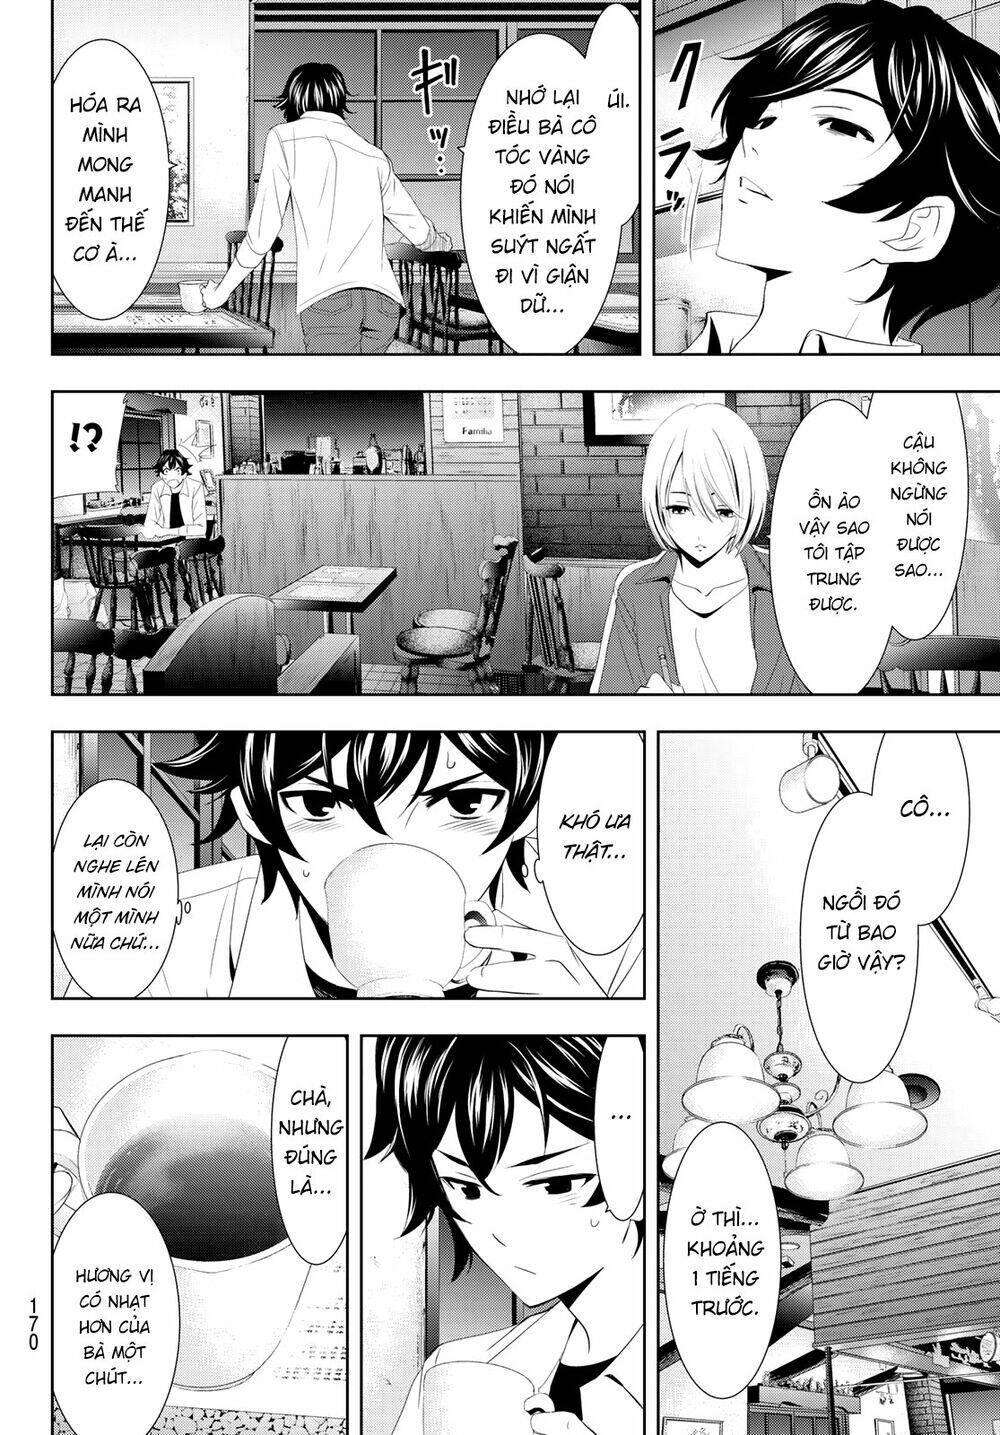 ÚI.
NHỚ LẠI
ĐIỀU BÀ CÔ
TÓC VÀNG
ĐÓ NÓI
KHIẾN MÌNH
SUÝT NGẤT
ĐI VÌ GIẬN
DỮ...
HÓA RA
MÌNH
MONG
MANH
ĐẾN THẾ
CƠ À...
CẬU
KHÔNG
NGỪNG
NÓI
ĐƯỢC
SAO...
ỒN ÀO
VẬY SAO
TÔI TẬP
TRUNG
ĐƯỢC.
Familia
!?
CÔ...
NGỒI ĐÓ
TỪ BAO
GIỜ VẬY?
Ờ THÌ...
KHOẢNG
1 TIẾNG
TRƯỚC.
KHÓ ƯA
THẬT...
LẠI CÒN
NGHE LÉN
MÌNH NÓI
MỘT MÌNH
NỮA CHỨ...
...
CHÀ,
NHƯNG
ĐÚNG
LÀ...
HƯƠNG VỊ
CÓ NHẠT
HƠN CỦA
BÀ MỘT
CHÚT...
170